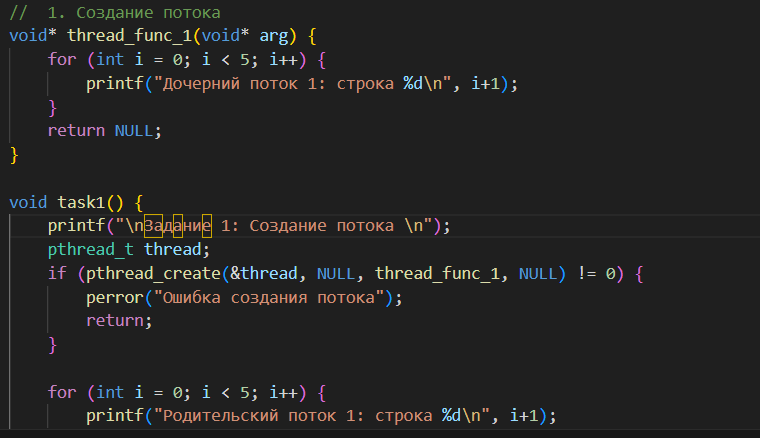 //  1. Создание потока
void* thread_func_1(void* arg) {
    for (int i = 0; i < 5; i++) {
        printf("Дочерний поток 1: строка %d\n", i+1);
    }
    return NULL;
}

void task1() {
    printf("\nЗадание 1: Создание потока \n");
    pthread_t thread;
    if (pthread_create(&thread, NULL, thread_func_1, NULL) != 0) {
        perror("Ошибка создания потока");
        return;
    }

    for (int i = 0; i < 5; i++) {
        printf("Родительский поток 1: строка %d\n", i+1);